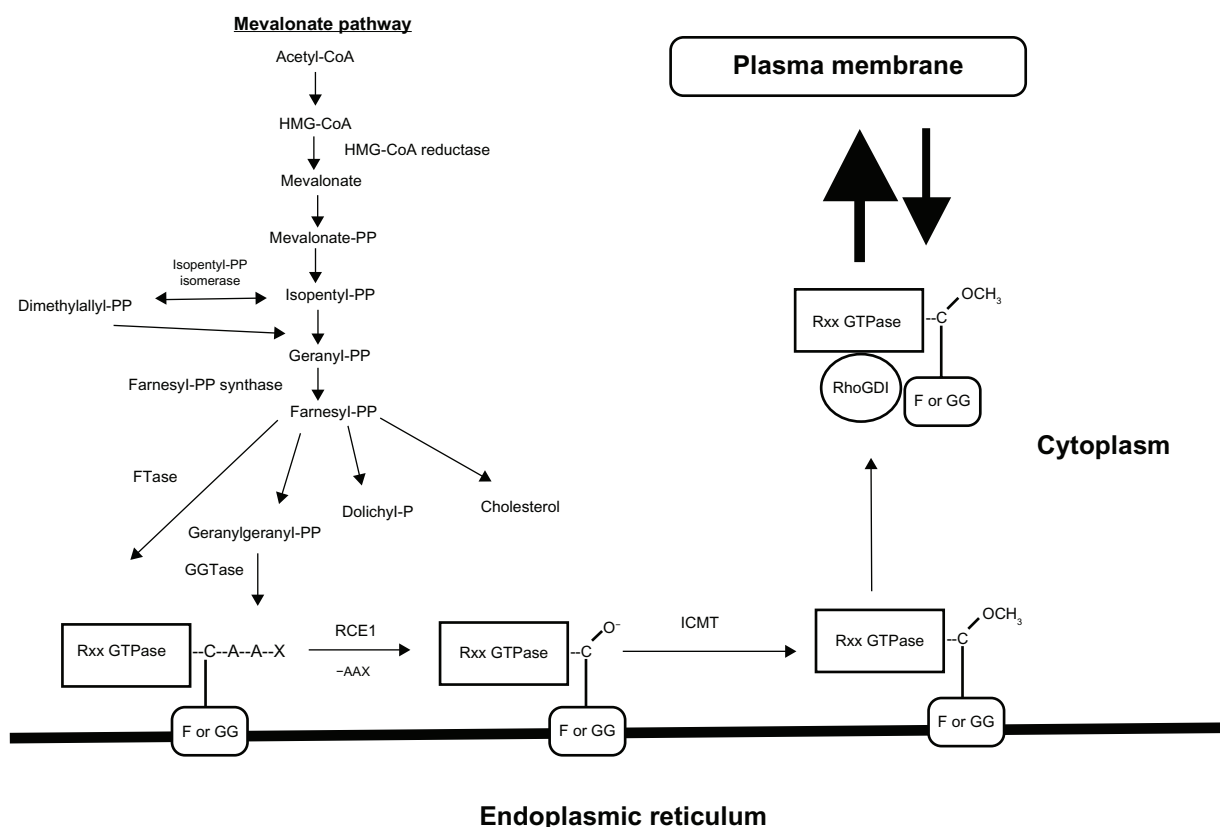 Mevalonate pathway
Acetyl-CoA
HMG-CoA
HMG-CoA reductase
Mevalonate
Mevalonate-PP
Isopentyl-PP
isomerase
Dimethylallyl-PP
Isopentyl-PP
Geranyl-PP
Farnesyl-PP synthase
Farnesyl-PP
FTase
Geranylgeranyl-PP
Dolichyl-P
Cholesterol
GGTase
Plasma membrane
Rxx GTPase
--C
OCH₃
RhoGDI
F or GG
Cytoplasm
Rxx GTPase
--C--A--A--X
F or GG
RCE1
−AAX
Rxx GTPase
--C
O⁻
F or GG
ICMT
Rxx GTPase
--C
OCH₃
F or GG
Endoplasmic reticulum